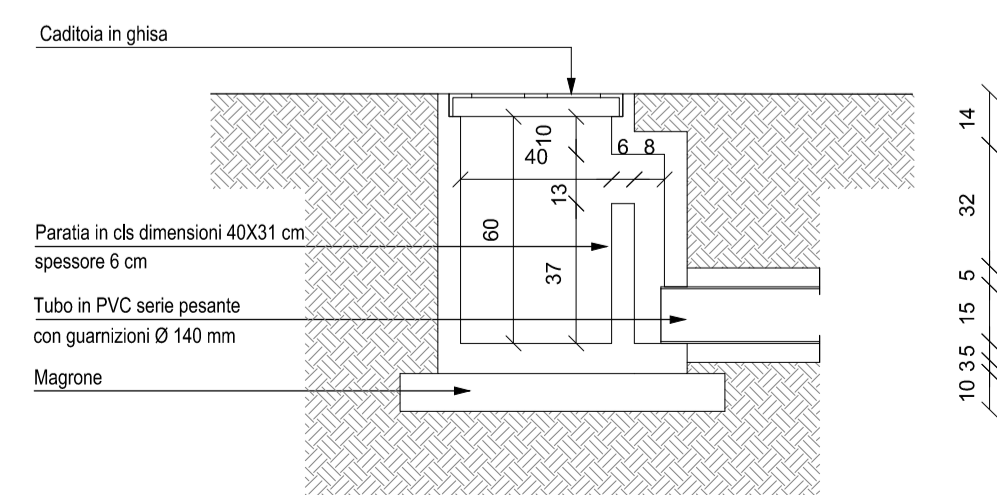 Caditoia in ghisa
14
10
6 8
40
13
32
60
Paratia in cls dimensioni 40X31 cm
spessore 6 cm
37
5
Tubo in PVC serie pesante
con guarnizioni Ø 140 mm
15
Magrone
10 3 5